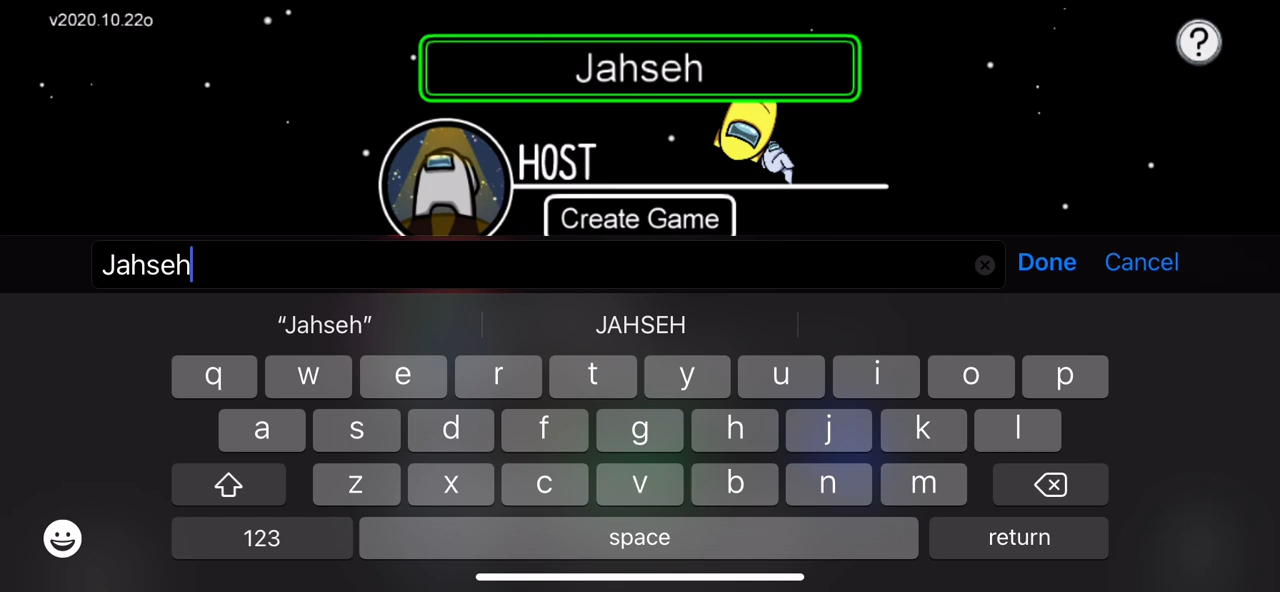 v2020.10.22o
Jahseh
?
HOST
Create Game
Jahseh
Done
Cancel
“Jahseh”
JAHSEH
q w e r t y u i o p
a s d f g h j k l
z x c v b n m
123
space
return